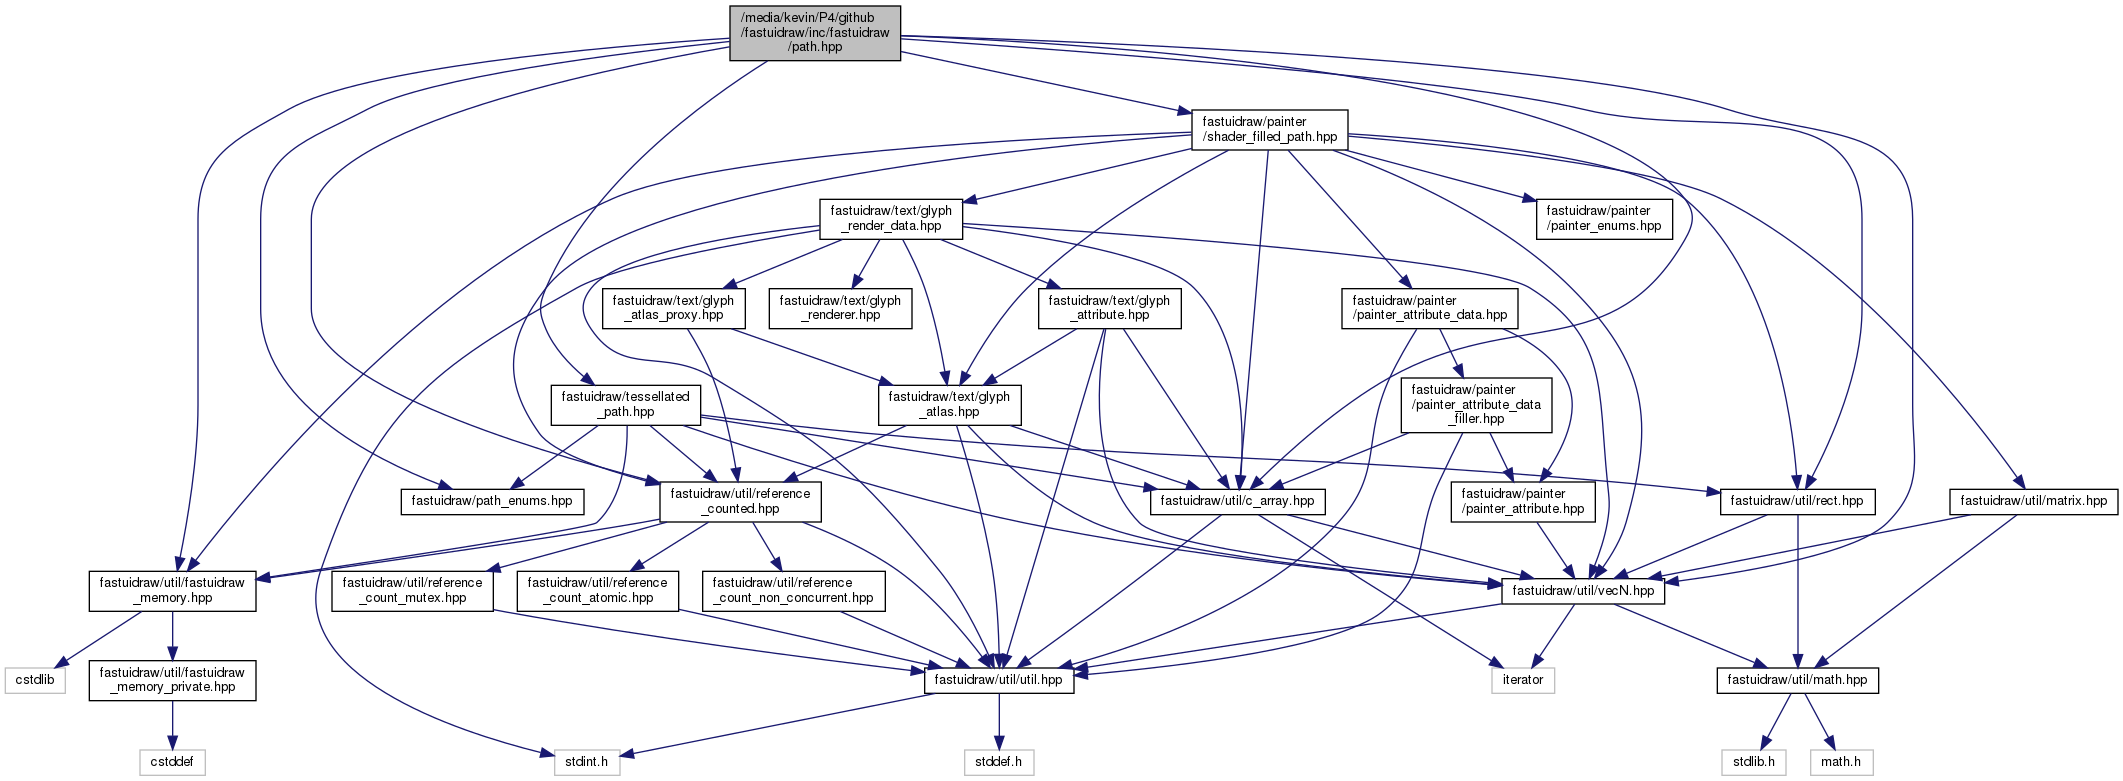 /media/kevin/P4/github
/fastuidraw/inc/fastuidraw
/path.hpp
fastuidraw/painter
/shader_filled_path.hpp
fastuidraw/text/glyph
_render_data.hpp
fastuidraw/painter
/painter_enums.hpp
fastuidraw/text/glyph
_atlas_proxy.hpp
fastuidraw/text/glyph
_renderer.hpp
fastuidraw/text/glyph
_attribute.hpp
fastuidraw/painter
/painter_attribute_data.hpp
fastuidraw/tessellated
_path.hpp
fastuidraw/text/glyph
_atlas.hpp
fastuidraw/painter
/painter_attribute_data
_filler.hpp
fastuidraw/path_enums.hpp
fastuidraw/util/reference
_counted.hpp
fastuidraw/util/c_array.hpp
fastuidraw/painter
/painter_attribute.hpp
fastuidraw/util/rect.hpp
fastuidraw/util/matrix.hpp
fastuidraw/util/fastuidraw
_memory.hpp
fastuidraw/util/reference
_count_mutex.hpp
fastuidraw/util/reference
_count_atomic.hpp
fastuidraw/util/reference
_count_non_concurrent.hpp
fastuidraw/util/vecN.hpp
cstdlib
fastuidraw/util/fastuidraw
_memory_private.hpp
fastuidraw/util/util.hpp
iterator
fastuidraw/util/math.hpp
cstddef
stdint.h
stddef.h
stdlib.h
math.h